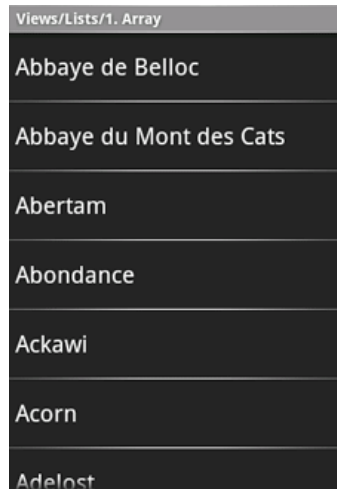 Views/Lists/1. Array
Abbaye de Belloc
Abbaye du Mont des Cats
Abertam
Abondance
Ackawi
Acorn
Adelost